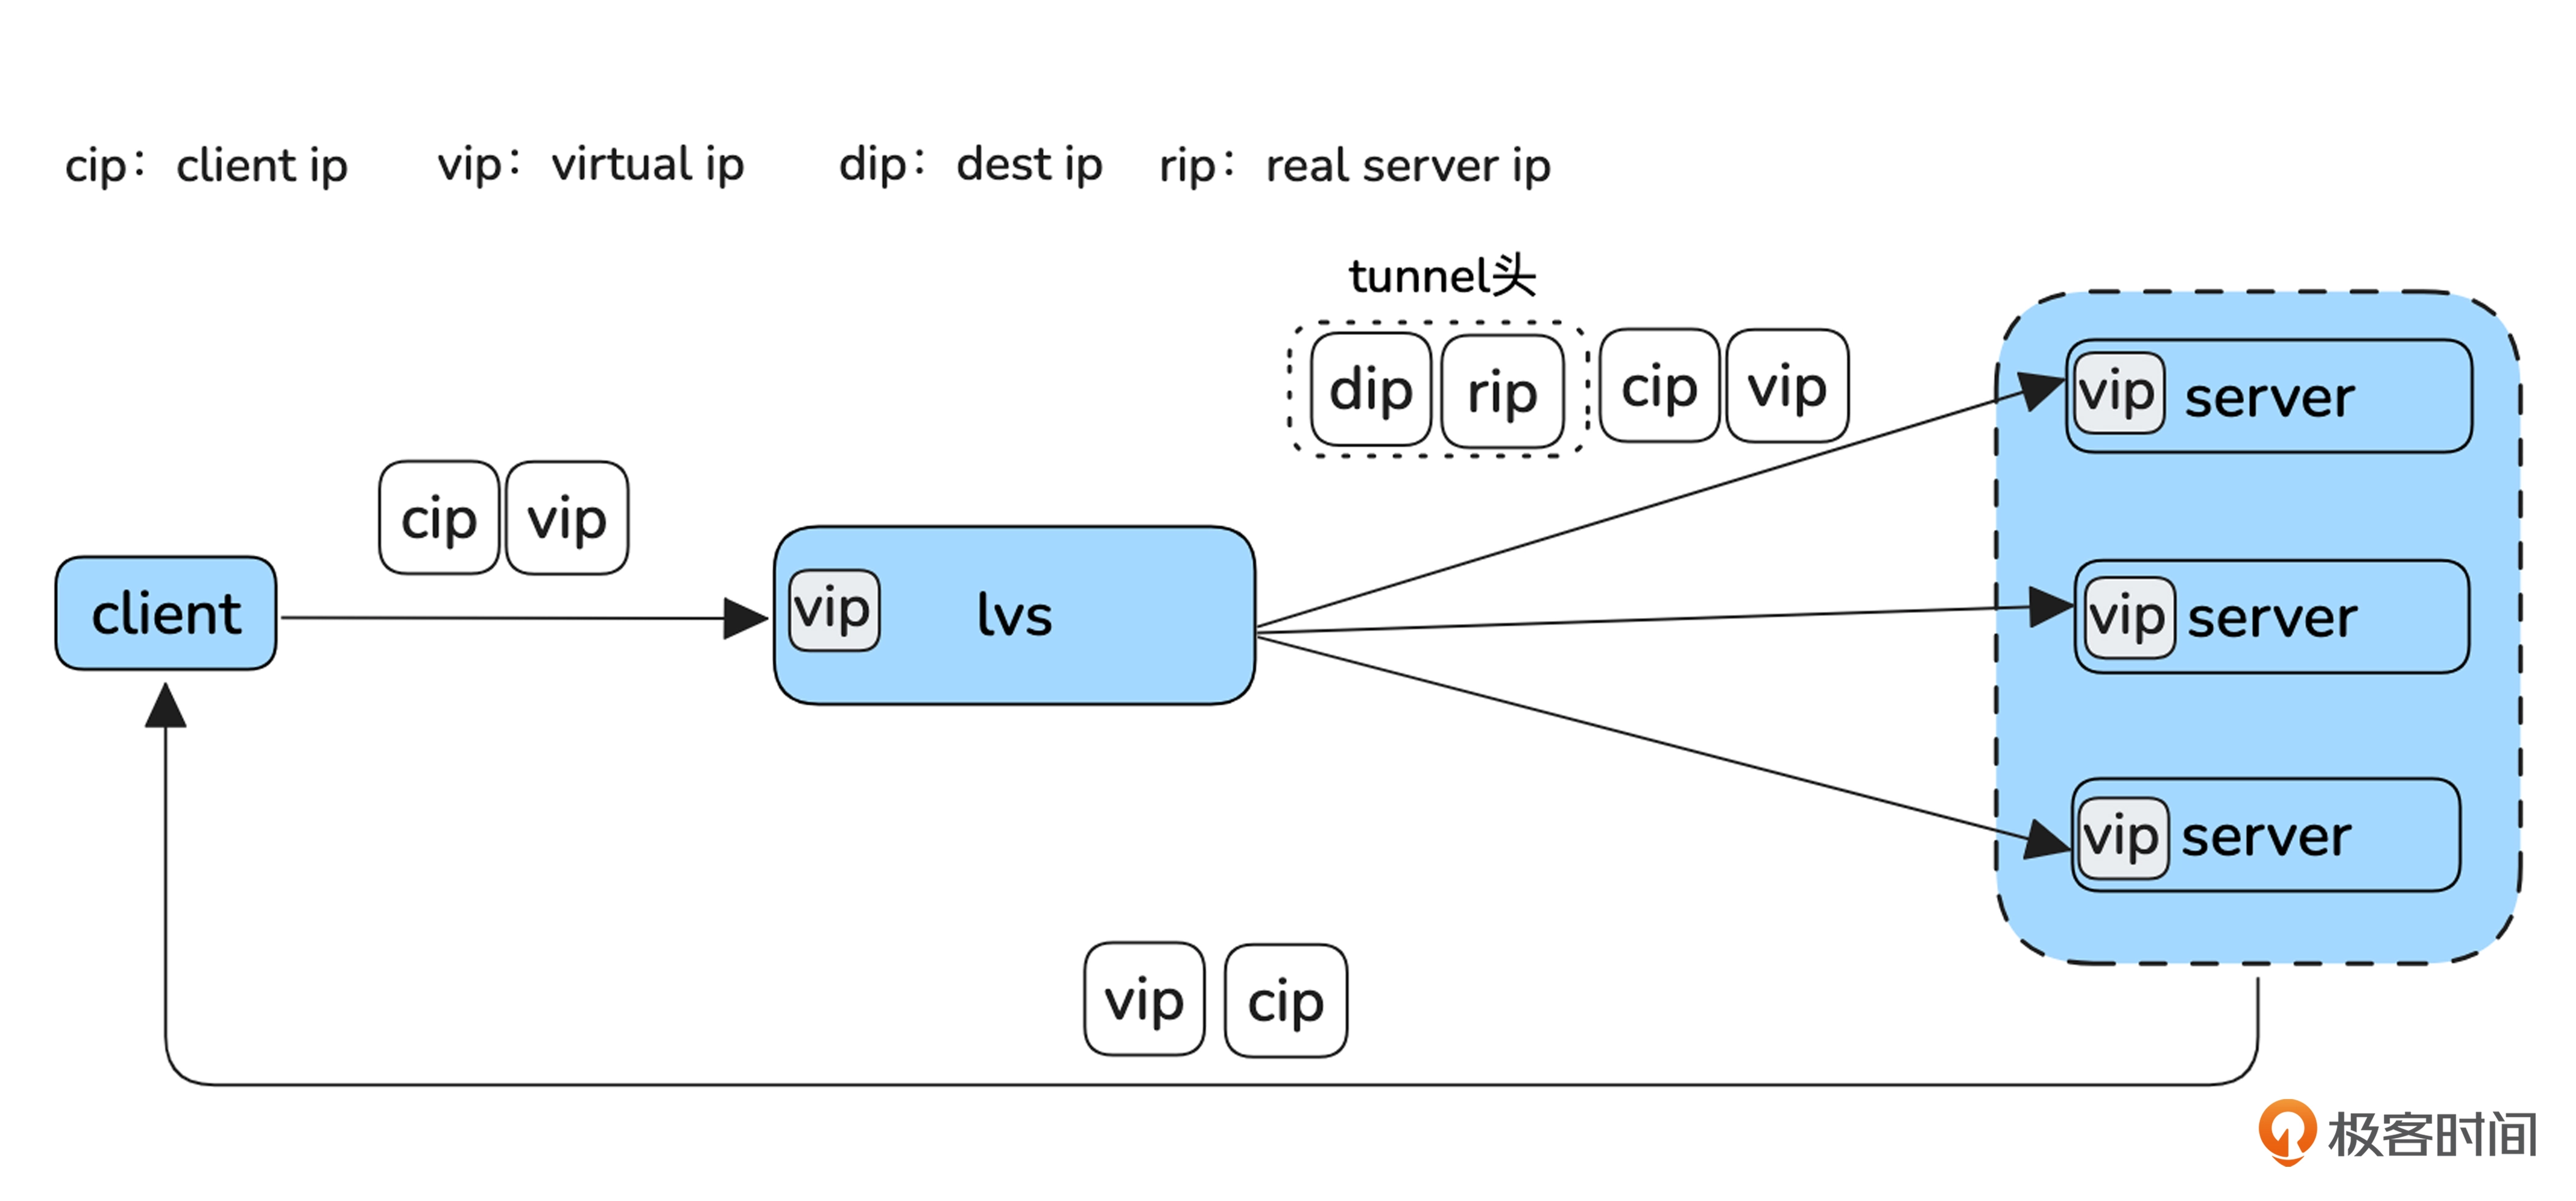 cip：client ip vip：virtual ip dip：dest ip rip：real server ip
tunnel头
dip rip cip vip
vip server
cip vip
client
vip lvs
vip server
vip server
vip cip
极客时间